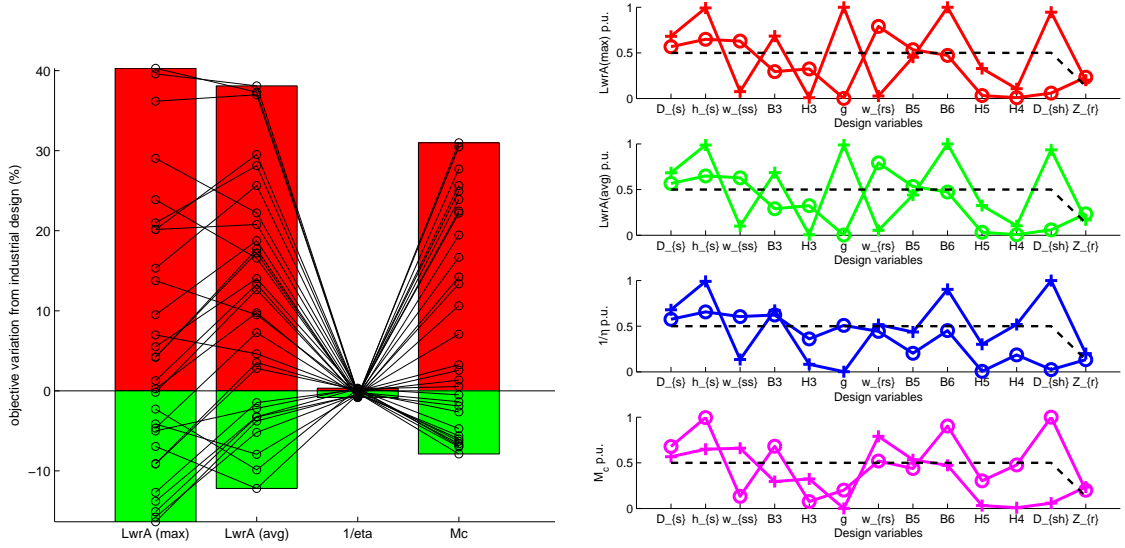 objective variation from industrial design (%)
40
30
20
10
0
−10
LwrA (max)
LwrA (avg)
1/eta
Mc
LwrA(max) p.u.
1
0.5
0
D_{s}
h_{s}
w_{ss}
B3
H3
g
w_{rs}
B5
B6
H5
H4
D_{sh}
Z_{r}
Design variables
LwrA(avg) p.u.
1
0.5
0
D_{s}
h_{s}
w_{ss}
B3
H3
g
w_{rs}
B5
B6
H5
H4
D_{sh}
Z_{r}
Design variables
1/η p.u.
1
0.5
0
D_{s}
h_{s}
w_{ss}
B3
H3
g
w_{rs}
B5
B6
H5
H4
D_{sh}
Z_{r}
Design variables
M_c p.u.
1
0.5
0
D_{s}
h_{s}
w_{ss}
B3
H3
g
w_{rs}
B5
B6
H5
H4
D_{sh}
Z_{r}
Design variables